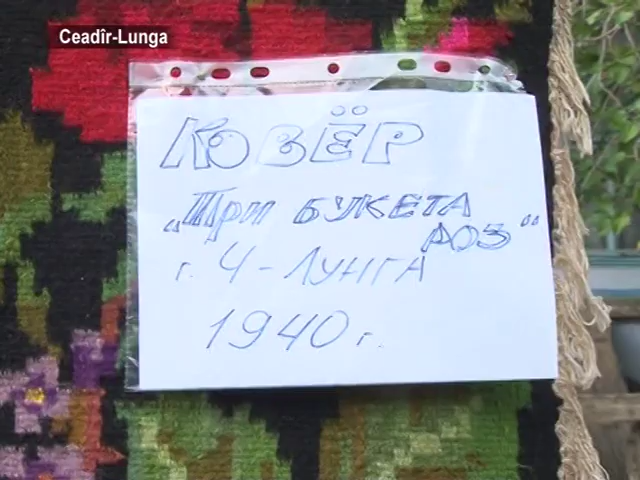 Ceadîr-Lunga
КОВЁР
„Три БУКЕТА
РОЗ"
г. Ч-ЛУНГА
1940 г.